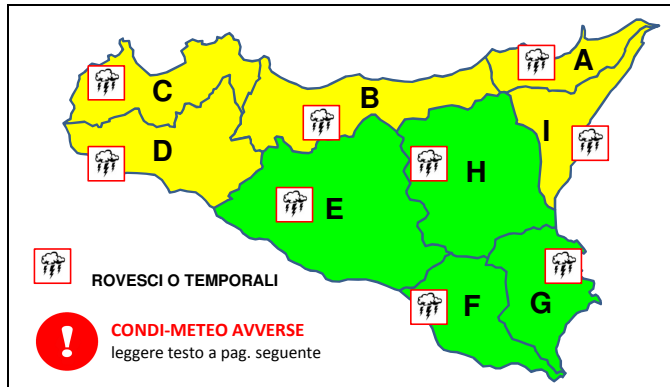 A
C
B
I
D
H
E
ROVESCI O TEMPORALI
F
G
!
CONDI-METEO AVVERSE
leggere testo a pag. seguente